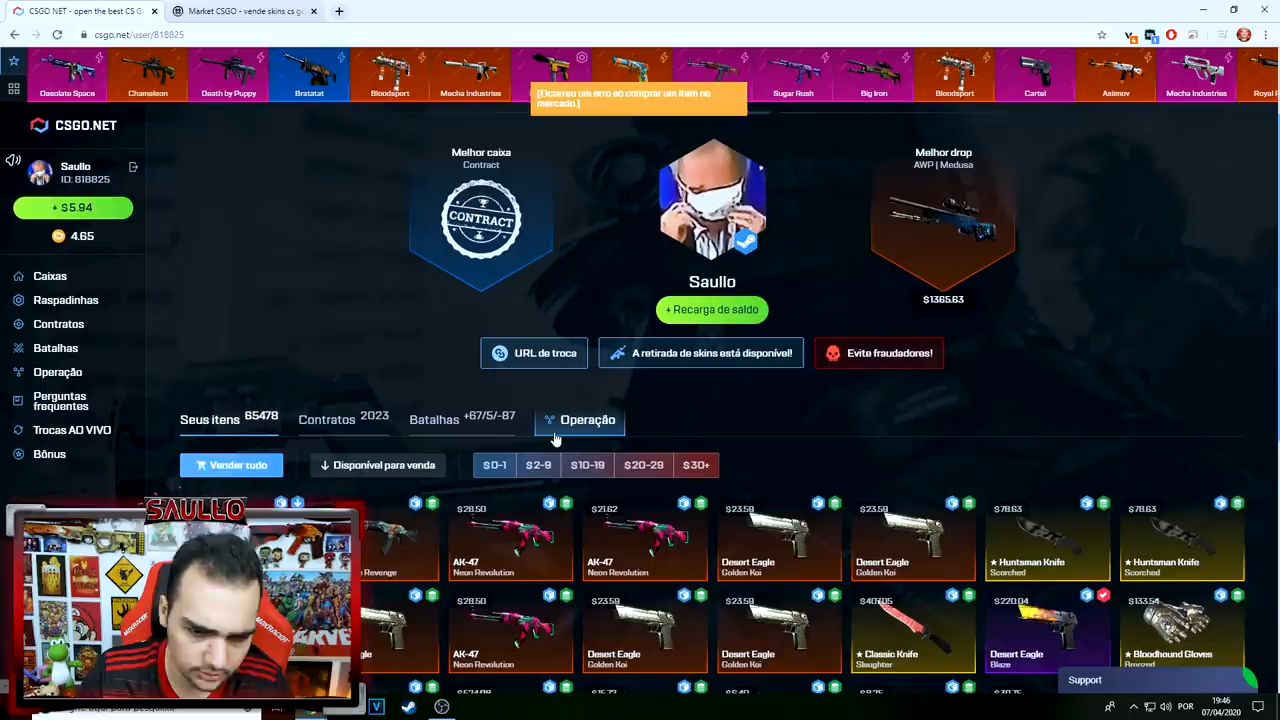 CSGO NET - open the best CS G
Market CSGO - vende skins cs g
csgo.net/user/818825
Desolate Space
Chameleon
Death by Puppy
Bratatat
Bloodsport
Mecha Industries
Sugar Rush
Big Iron
Bloodsport
Cartel
Asiimov
Mecha Industries
Royal P
[Ocorreu um erro ao comprar um item no
mercado.]
CSGO.NET
Saullo
ID: 818825
+ $5.94
4.65
Caixas
Raspadinhas
Contratos
Batalhas
Operação
Perguntas
frequentes
Trocas AO VIVO
Bônus
Melhor caixa
Contract
CONTRACT
Melhor drop
AWP | Medusa
$1365.63
Saullo
+ Recarga de saldo
URL de troca
A retirada de skins está disponível!
Evite fraudadores!
Seus itens 65478
Contratos 2023
Batalhas +67/5/-87
Operação
Vender tudo
Disponível para venda
$0-1
$2-9
$10-19
$20-29
$30+
Revenge
$28.50
AK-47
Neon Revolution
$21.62
AK-47
Neon Revolution
$23.59
Desert Eagle
Golden Koi
$23.59
Desert Eagle
Golden Koi
$78.63
★ Huntsman Knife
Scorched
$78.63
★ Huntsman Knife
Scorched
$28.50
AK-47
Neon Revolution
$23.59
Desert Eagle
Golden Koi
$23.59
Desert Eagle
Golden Koi
$407.05
★ Classic Knife
Slaughter
$220.04
Desert Eagle
Blaze
$133.54
★ Bloodhound Gloves
Bronzed
SAULLO
MAXRACER
MARVEL
Support
POR
19:46
07/04/2020